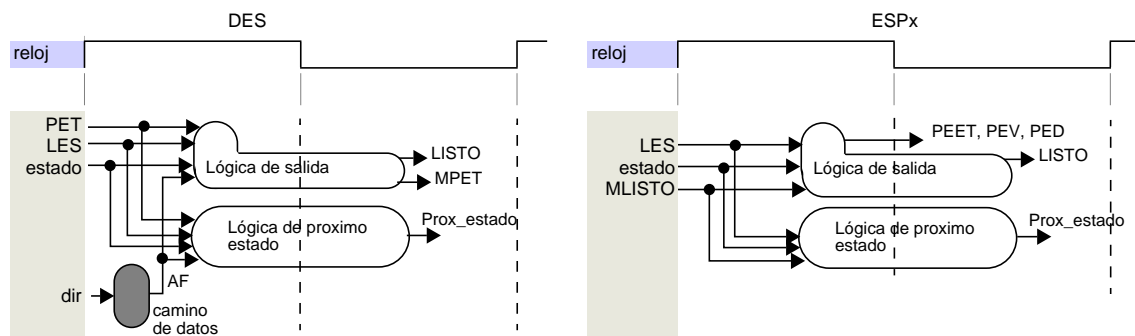 DES
reloj
PET
LES
estado
Lógica de salida
LISTO
MPET
Lógica de proximo
estado
Prox_estado
AF
dir
camino
de datos
ESPx
reloj
LES
estado
MLISTO
PEET, PEV, PED
LISTO
Lógica de salida
Lógica de proximo
estado
Prox_estado